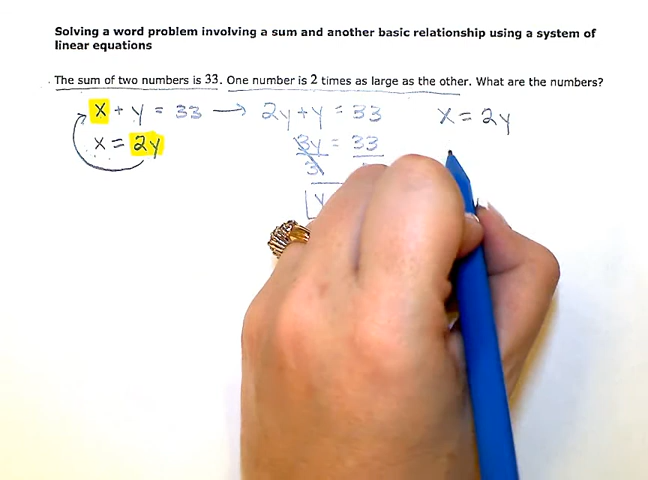 Solving a word problem involving a sum and another basic relationship using a system of
linear equations
The sum of two numbers is 33. One number is 2 times as large as the other. What are the numbers?
x + y = 33 → 2y + y = 33 x = 2y
x = 2y 3y = 33
3
y